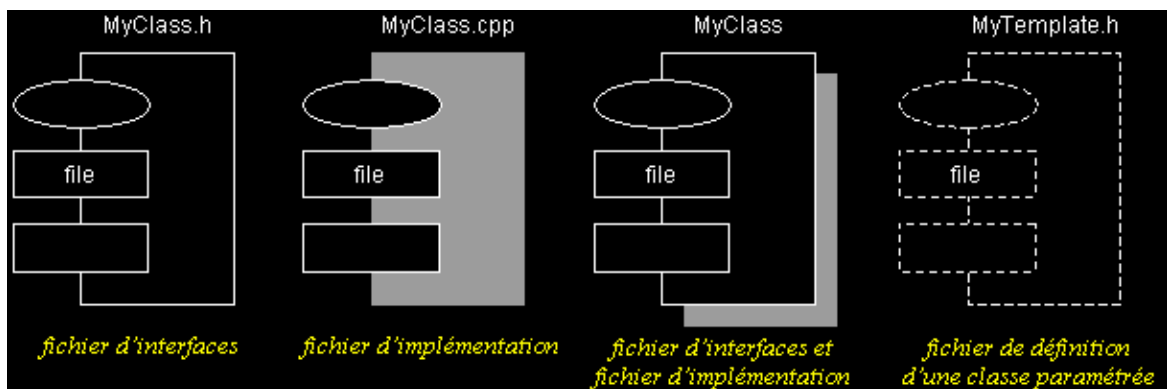 MyClass.h
MyClass.cpp
MyClass
MyTemplate.h
file
file
file
file
fichier d'interfaces
fichier d'implémentation
fichier d'interfaces et
fichier d'implémentation
fichier de définition
d'une classe paramétrée